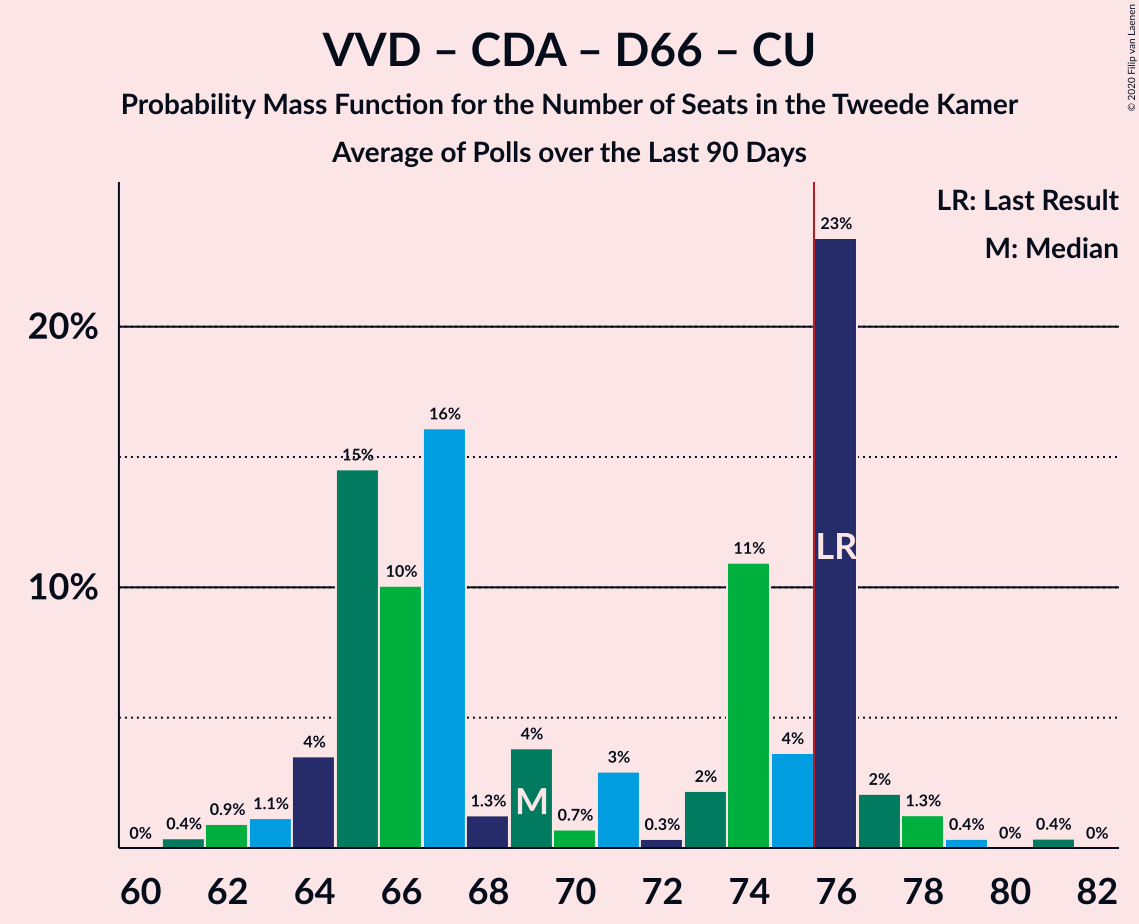 VVD – CDA – D66 – CU
Probability Mass Function for the Number of Seats in the Tweede Kamer
Average of Polls over the Last 90 Days
© 2020 Filip van Laenen
LR: Last Result
M: Median
20%
10%
0%
0.4%
0.9%
1.1%
4%
15%
10%
16%
1.3%
4%
0.7%
3%
0.3%
2%
11%
4%
23%
2%
1.3%
0.4%
0%
0.4%
0%
M
LR
60 62 64 66 68 70 72 74 76 78 80 82